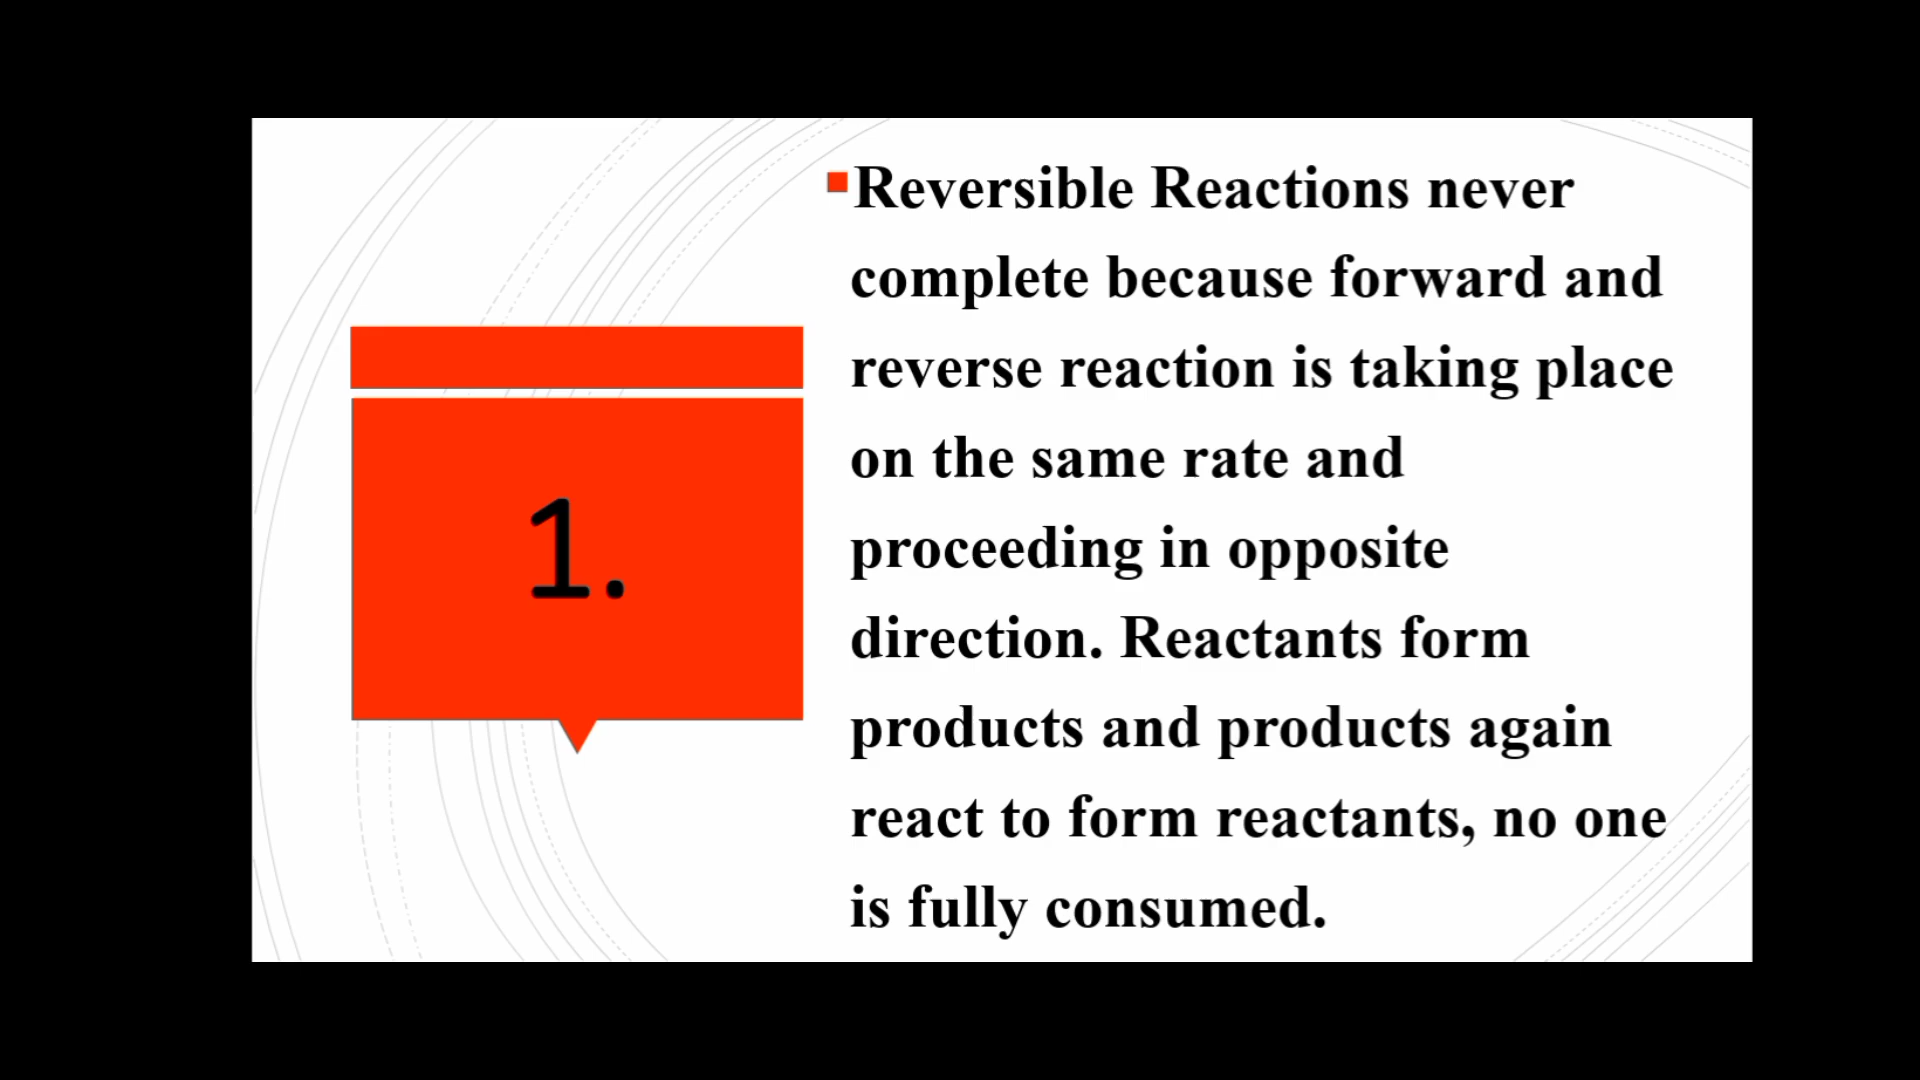 1.
Reversible Reactions never
complete because forward and
reverse reaction is taking place
on the same rate and
proceeding in opposite
direction. Reactants form
products and products again
react to form reactants, no one
is fully consumed.